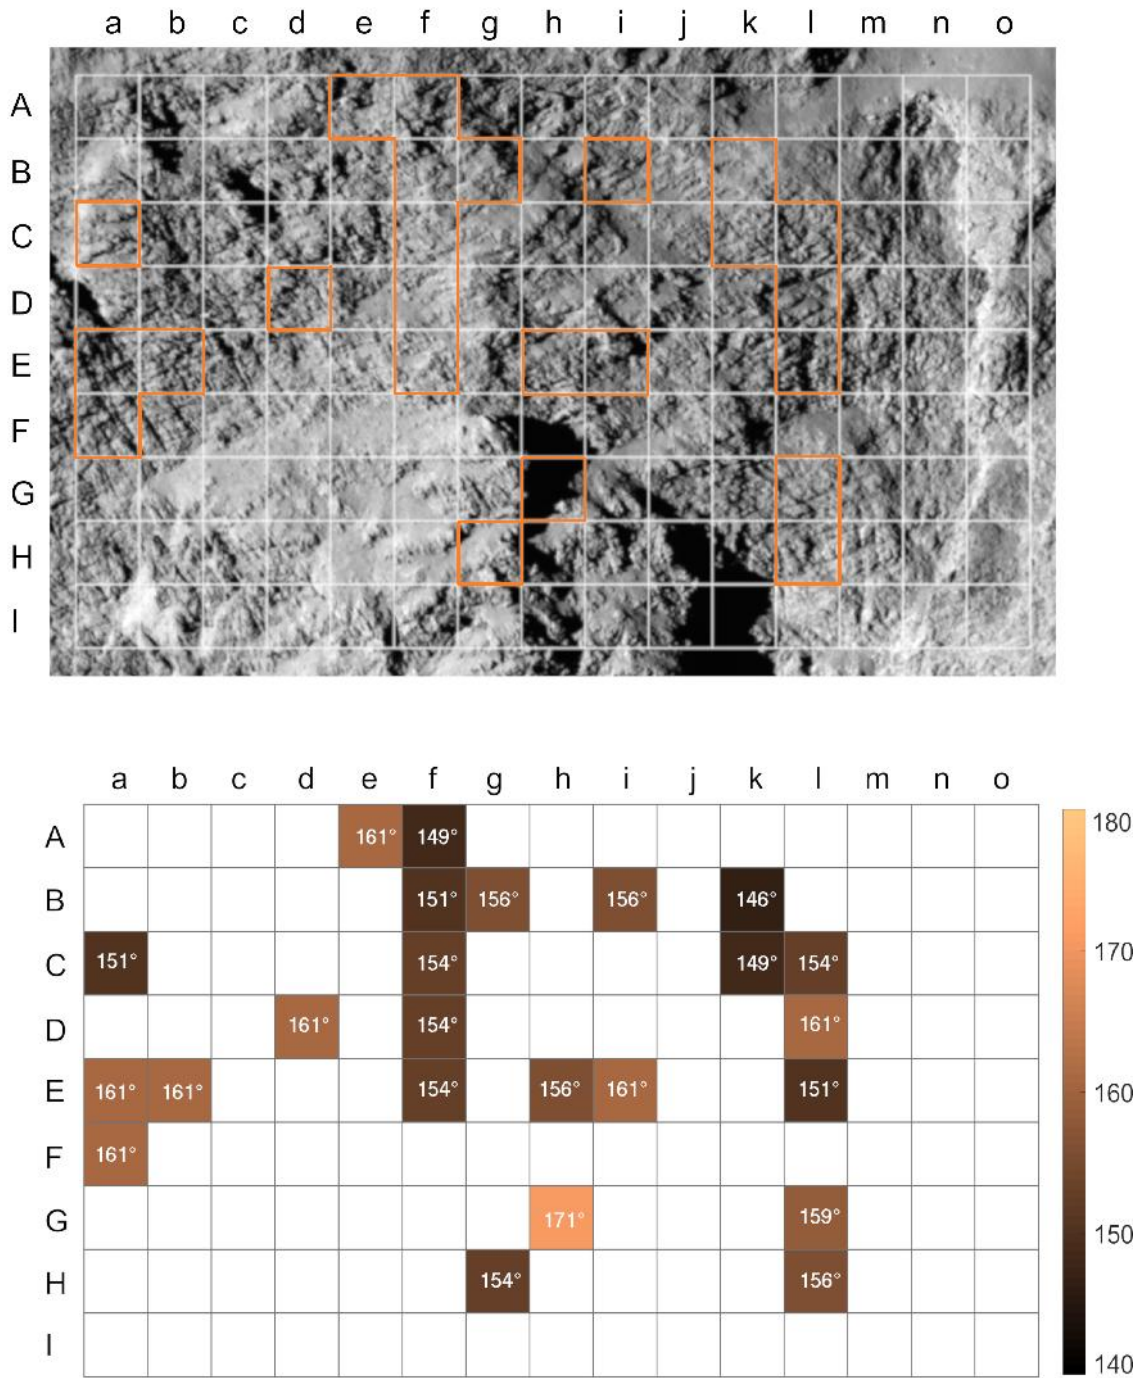 a b c d e f g h i j k l m n o
A
B
C
D
E
F
G
H
I
a b c d e f g h i j k l m n o
A 161° 149°
B 151° 156° 156° 146°
C 151° 154° 149° 154°
D 161° 154° 161°
E 161° 161° 154° 156° 161° 151°
F 161°
G 171° 159°
H 154° 156°
I
180
170
160
150
140